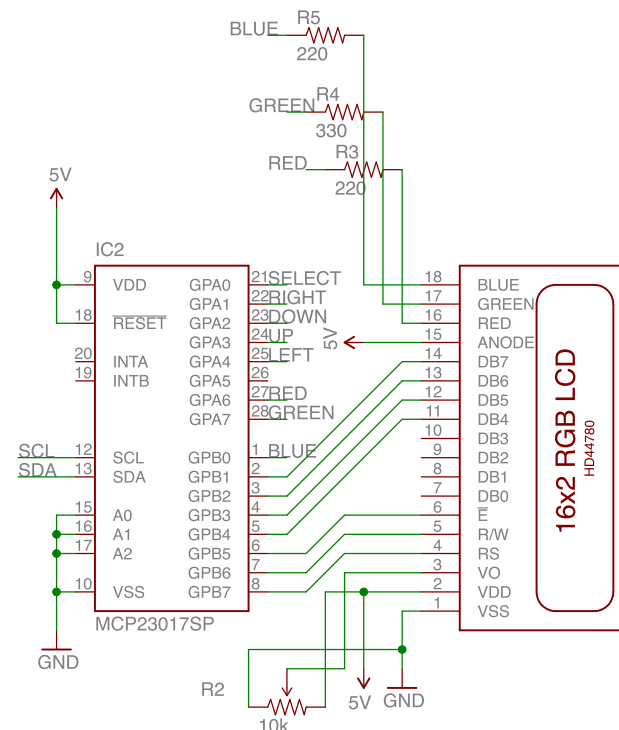 BLUE R5
220
GREEN R4
330
RED R3
220
5V
IC2
9 VDD GPA0 21 SELECT
GPA1 22 RIGHT
18 RESET GPA2 23 DOWN
GPA3 24 UP
20 INTA GPA4 25 LEFT
19 INTB GPA5 26
GPA6 27 RED
GPA7 28 GREEN
SCL 12 SCL GPB0 1 BLUE
SDA 13 SDA GPB1 2
GPB2 3
15 A0 GPB3 4
16 A1 GPB4 5
17 A2 GPB5 6
GPB6 7
10 VSS GPB7 8
MCP23017SP
GND
5V
18 BLUE
17 GREEN
16 RED
15 ANODE
14 DB7
13 DB6
12 DB5
11 DB4
10 DB3
9 DB2
8 DB1
7 DB0
6 E
5 R/W
4 RS
3 VO
2 VDD
1 VSS
16x2 RGB LCD
HD44780
R2
10k
5V
GND